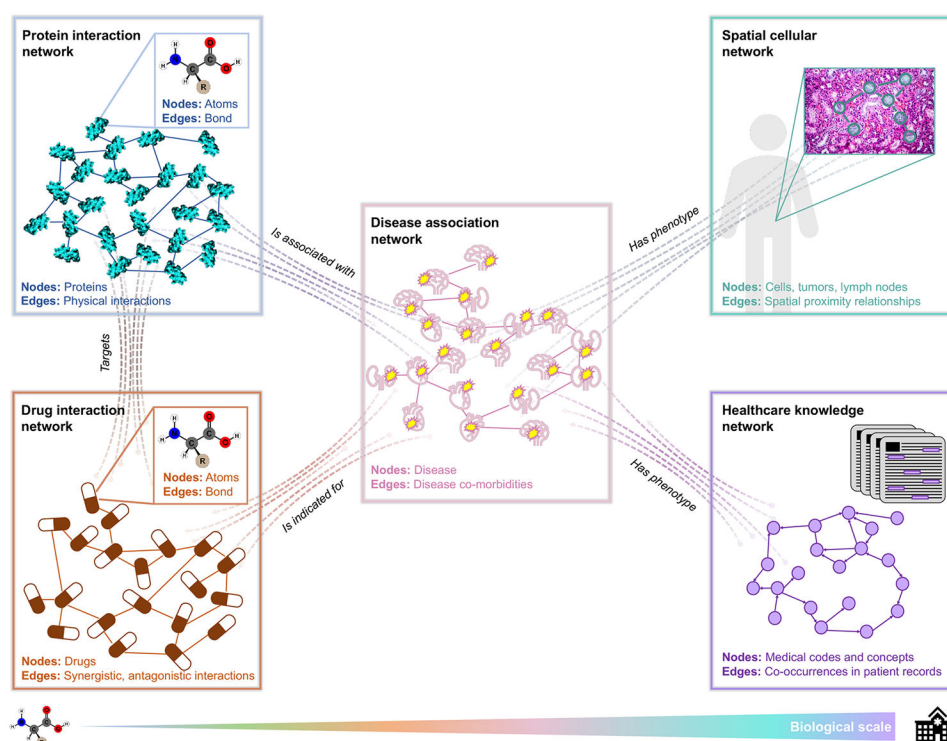 Protein interaction
network
H
H
N
C
C
O
O
H
H
R
Nodes: Atoms
Edges: Bond
Nodes: Proteins
Edges: Physical interactions
Spatial cellular
network
Nodes: Cells, tumors, lymph nodes
Edges: Spatial proximity relationships
Is associated with
Has phenotype
Disease association
network
Nodes: Disease
Edges: Disease co-morbidities
Targets
Is indicated for
Has phenotype
Drug interaction
network
H
H
N
C
C
O
O
H
H
R
Nodes: Atoms
Edges: Bond
Nodes: Drugs
Edges: Synergistic, antagonistic interactions
Healthcare knowledge
network
Nodes: Medical codes and concepts
Edges: Co-occurrences in patient records
Biological scale